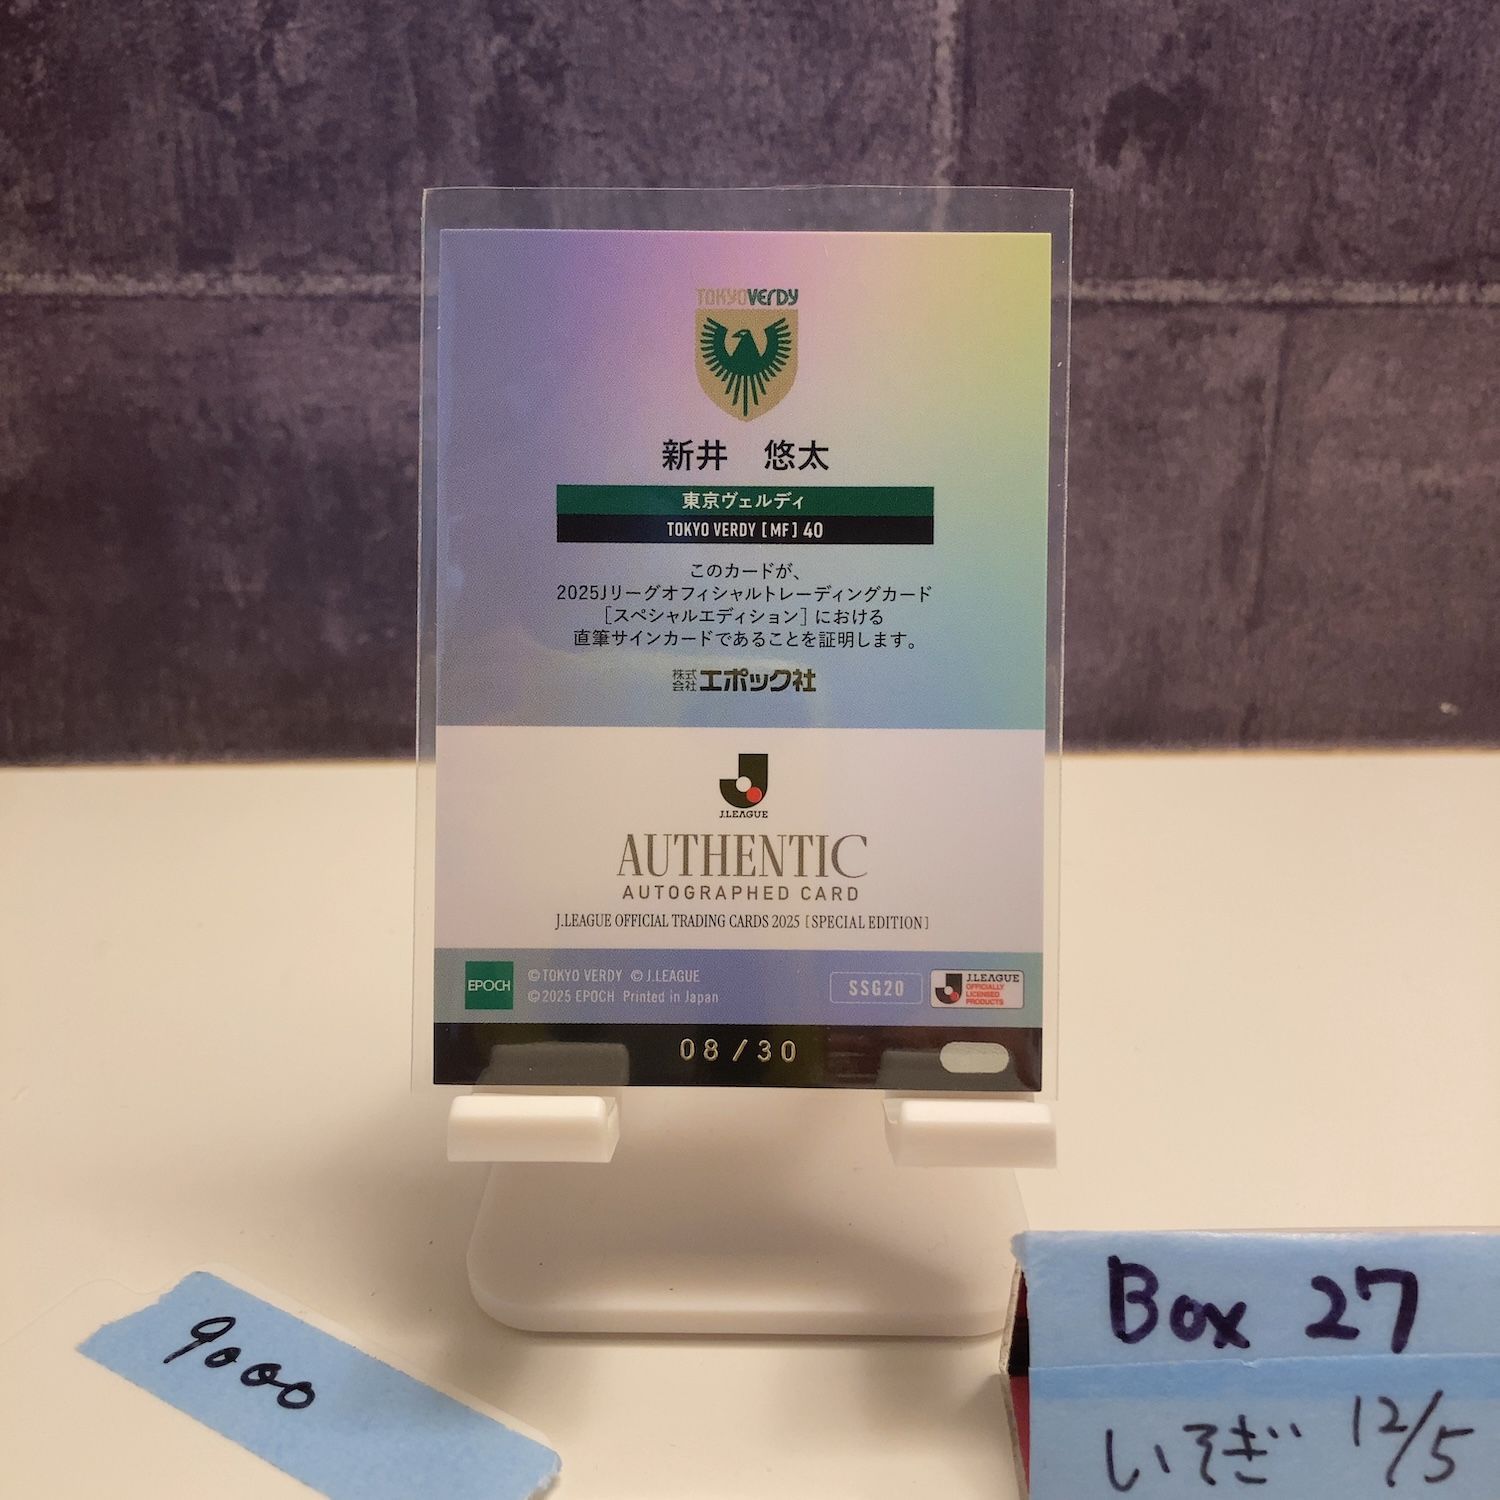 TOKYO VERDY
新井 悠太
東京ヴェルディ
TOKYO VERDY [MF] 40
このカードが、
2025Jリーグオフィシャルトレーディングカード
[スペシャルエディション] における
直筆サインカードであることを証明します。
株式会社 エポック社
J.LEAGUE
AUTHENTIC
AUTOGRAPHED CARD
J.LEAGUE OFFICIAL TRADING CARDS 2025 [SPECIAL EDITION]
EPOCH
©TOKYO VERDY © J.LEAGUE
©2025 EPOCH Printed in Japan
SSG20
J.LEAGUE
OFFICIALLY
LICENSED
PRODUCTS
08/30
9000
Box 27
いそぎ 12/5